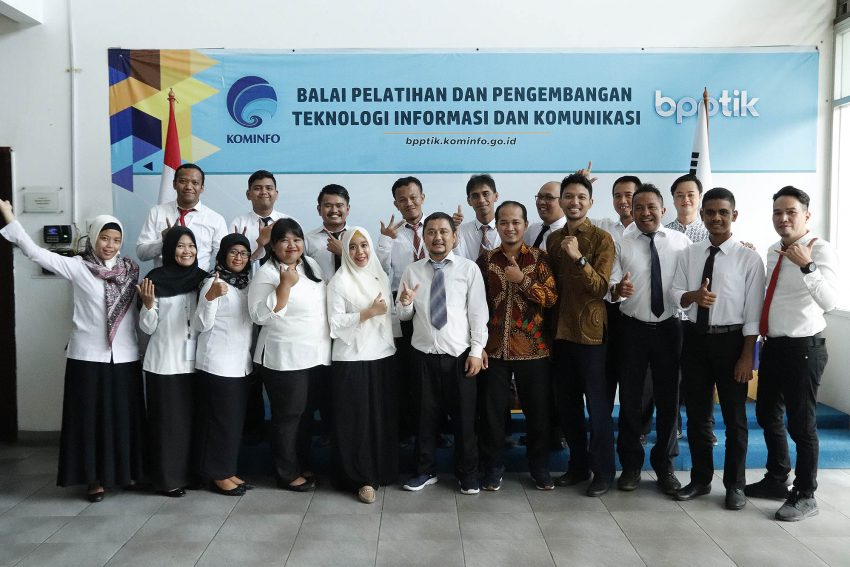 BALAI PELATIHAN DAN PENGEMBANGAN
TEKNOLOGI INFORMASI DAN KOMUNIKASI
bpptik.kominfo.go.id
KOMINFO
bpptik